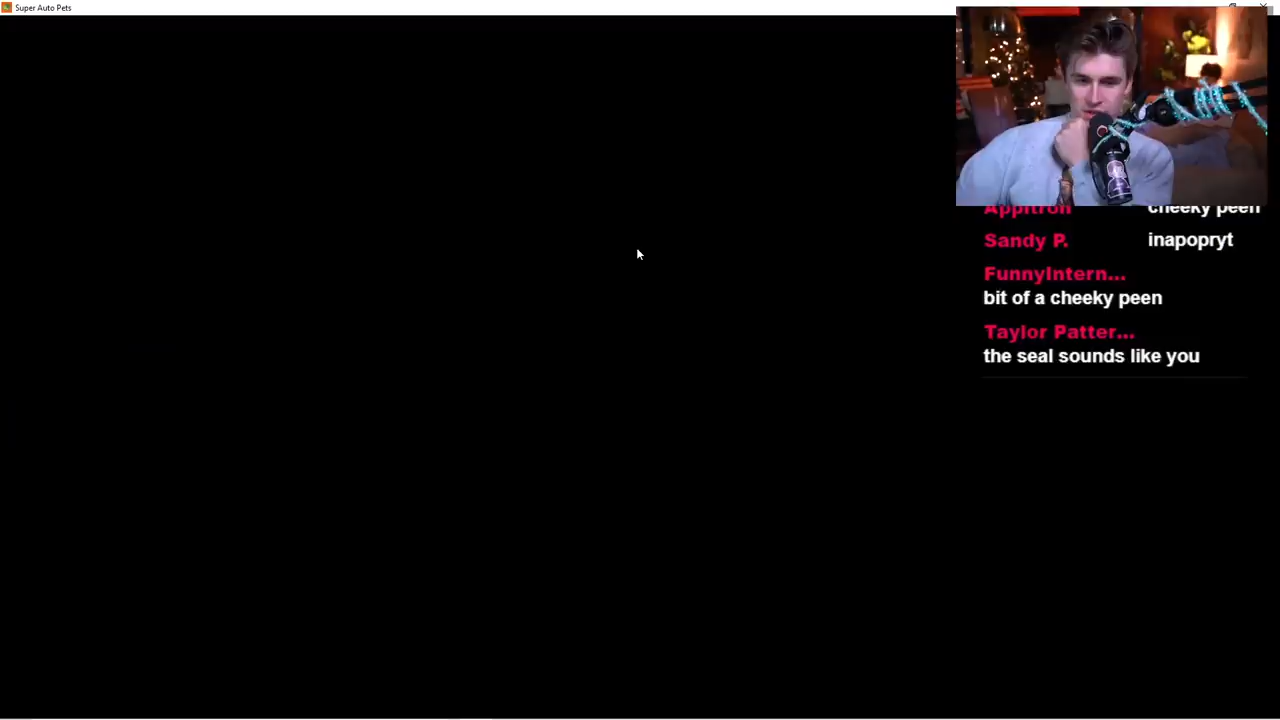 Super Auto Pets
Appitron cheeky peen
Sandy P. inapopryt
FunnyIntern...
bit of a cheeky peen
Taylor Patter...
the seal sounds like you